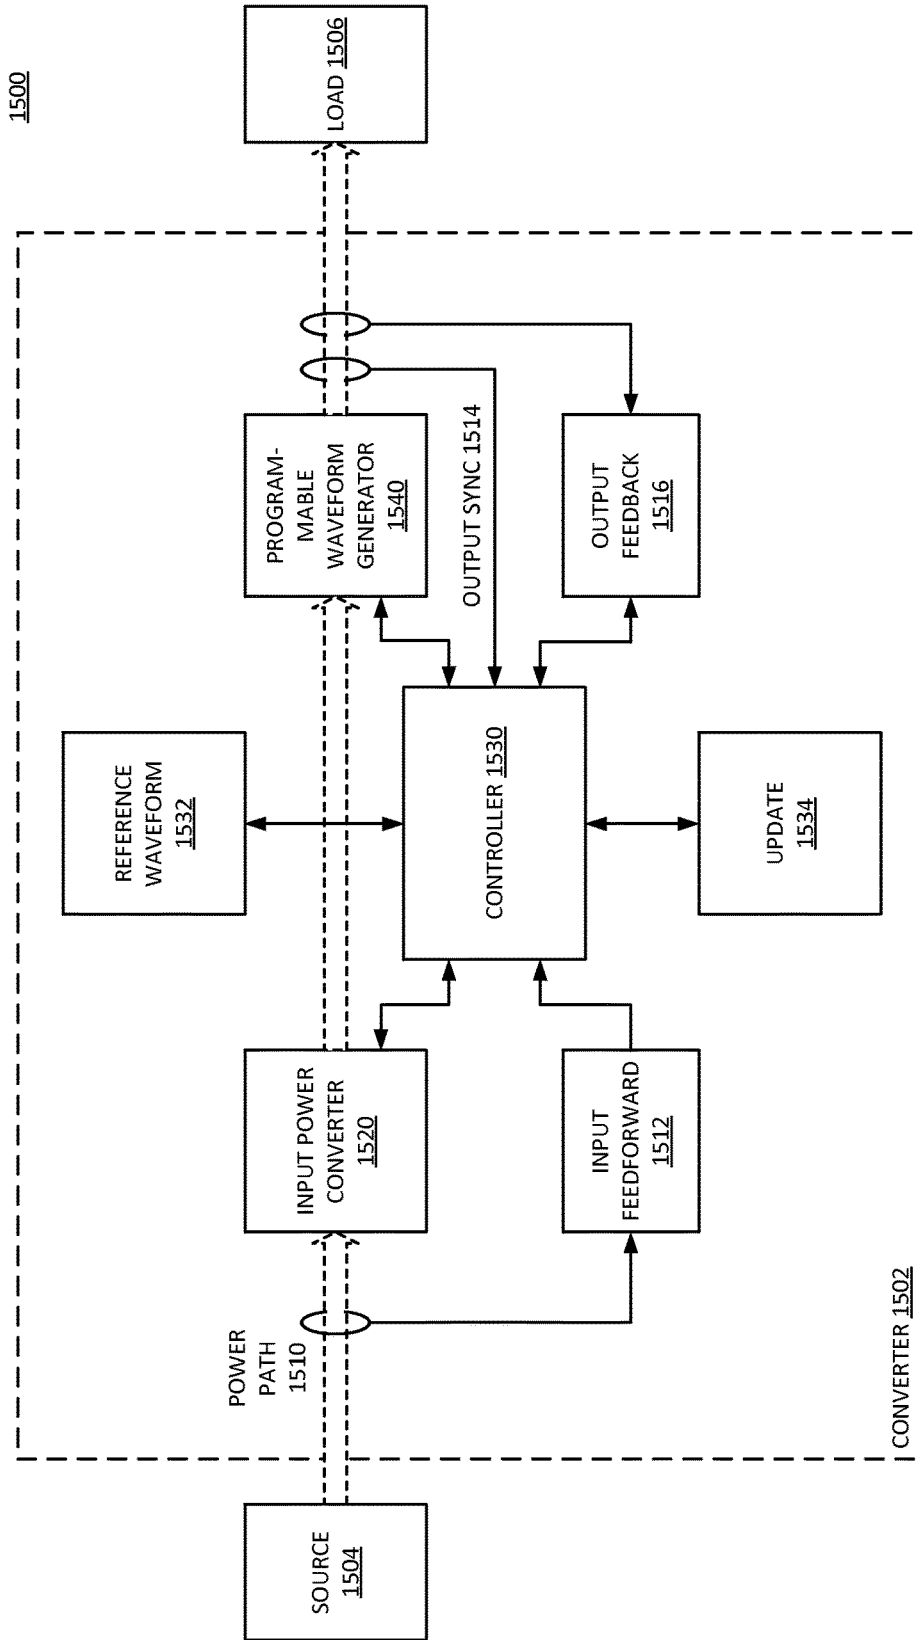 1500
SOURCE
1504
POWER
PATH
1510
INPUT POWER
CONVERTER
1520
INPUT
FEEDFORWARD
1512
REFERENCE
WAVEFORM
1532
CONTROLLER 1530
UPDATE
1534
PROGRAM-
MABLE
WAVEFORM
GENERATOR
1540
OUTPUT SYNC 1514
OUTPUT
FEEDBACK
1516
LOAD 1506
CONVERTER 1502